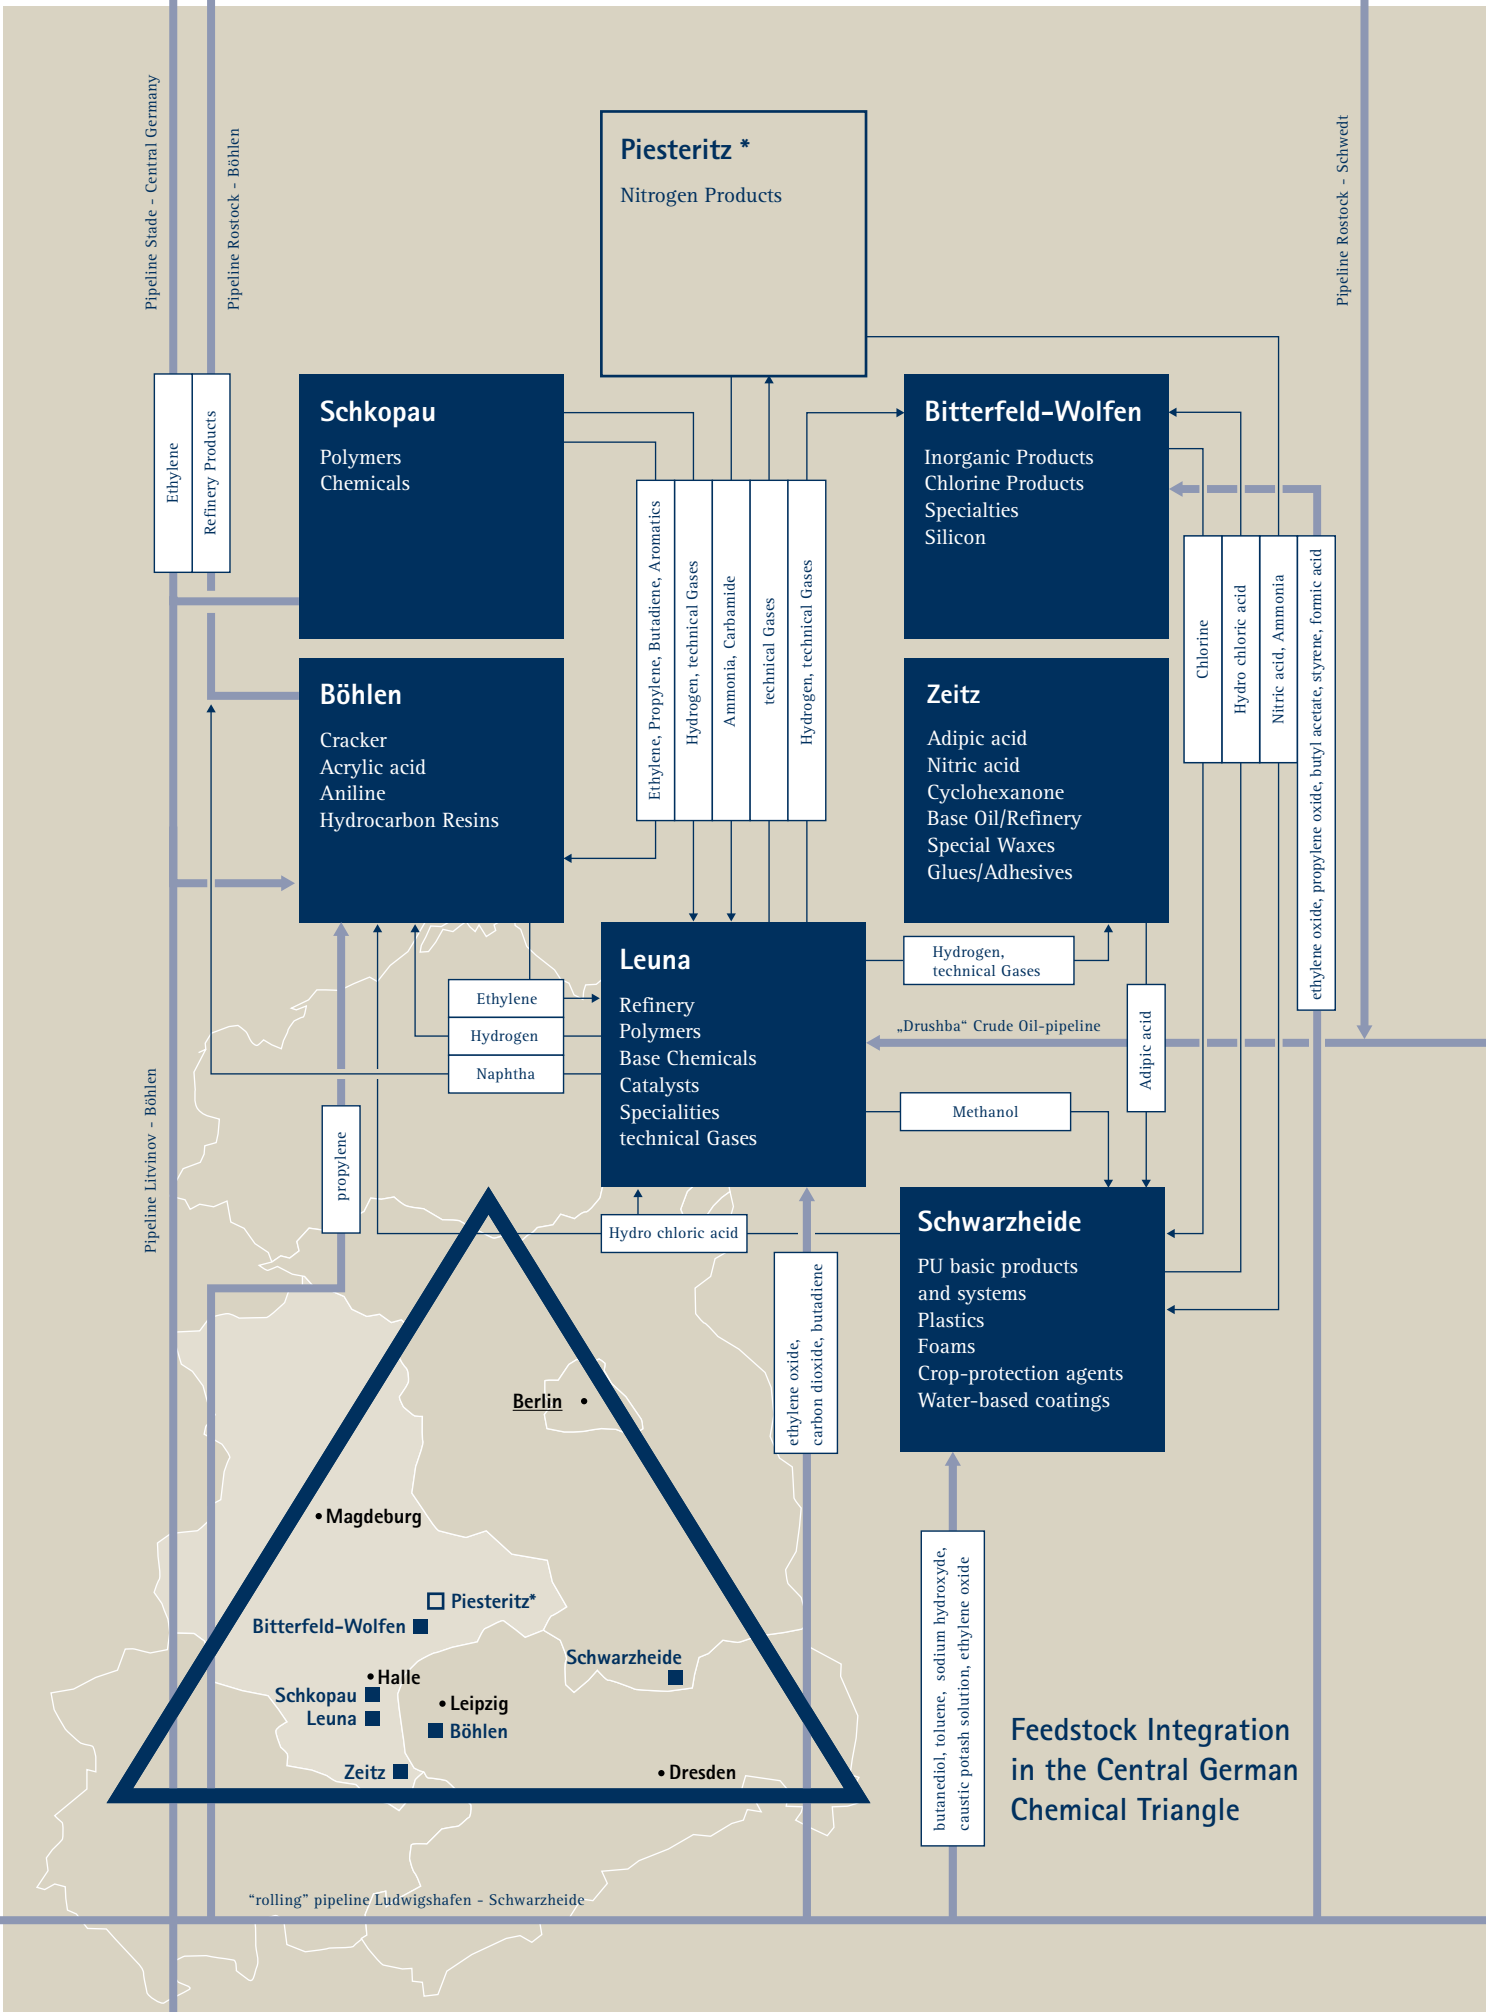 Pipeline Stade - Central Germany
Pipeline Rostock - Böhlen
Pipeline Rostock - Schwedt
Piesteritz *
Nitrogen Products
Ethylene
Refinery Products
Schkopau
Polymers
Chemicals
Bitterfeld-Wolfen
Inorganic Products
Chlorine Products
Specialties
Silicon
Ethylene, Propylene, Butadiene, Aromatics
Hydrogen, technical Gases
Ammonia, Carbamide
technical Gases
Hydrogen, technical Gases
Chlorine
Hydro chloric acid
Nitric acid, Ammonia
ethylene oxide, propylene oxide, butyl acetate, styrene, formic acid
Böhlen
Cracker
Acrylic acid
Aniline
Hydrocarbon Resins
Zeitz
Adipic acid
Nitric acid
Cyclohexanone
Base Oil/Refinery
Special Waxes
Glues/Adhesives
Leuna
Refinery
Polymers
Base Chemicals
Catalysts
Specialities
technical Gases
Hydrogen,
technical Gases
Ethylene
Hydrogen
Naphtha
„Drushba“ Crude Oil-pipeline
Adipic acid
Methanol
Pipeline Litvinov - Böhlen
propylene
Hydro chloric acid
Schwarzheide
PU basic products
and systems
Plastics
Foams
Crop-protection agents
Water-based coatings
ethylene oxide,
carbon dioxide, butadiene
Berlin
Magdeburg
Piesteritz*
Bitterfeld-Wolfen
Schwarzheide
Halle
Schkopau
Leipzig
Leuna
Böhlen
Zeitz
Dresden
butanediol, toluene, sodium hydroxyde,
caustic potash solution, ethylene oxide
Feedstock Integration
in the Central German
Chemical Triangle
“rolling” pipeline Ludwigshafen - Schwarzheide